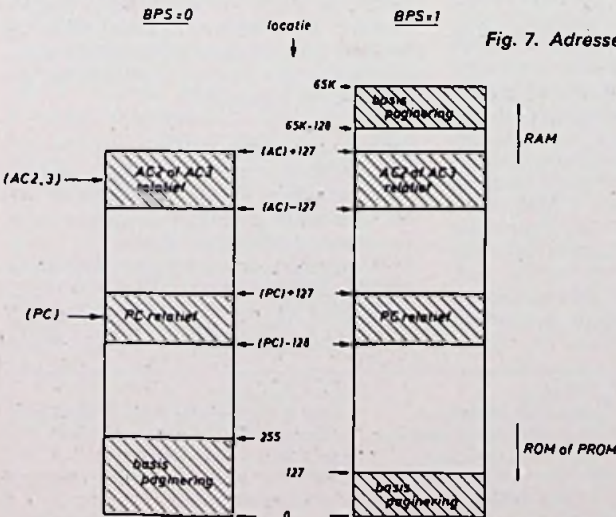 BPS=0
locatie
BPS=1
Fig. 7. Adresse
65K
basis
paginering
65K-128
RAM
(AC)+127
(AC2,3)
AC2 of AC3
relatief
AC2 of AC3
relatief
(AC)-127
(PC)+127
(PC)
PC relatief
PC relatief
(PC)-128
255
basis
paginering
127
ROM of PROM
basis
paginering
0